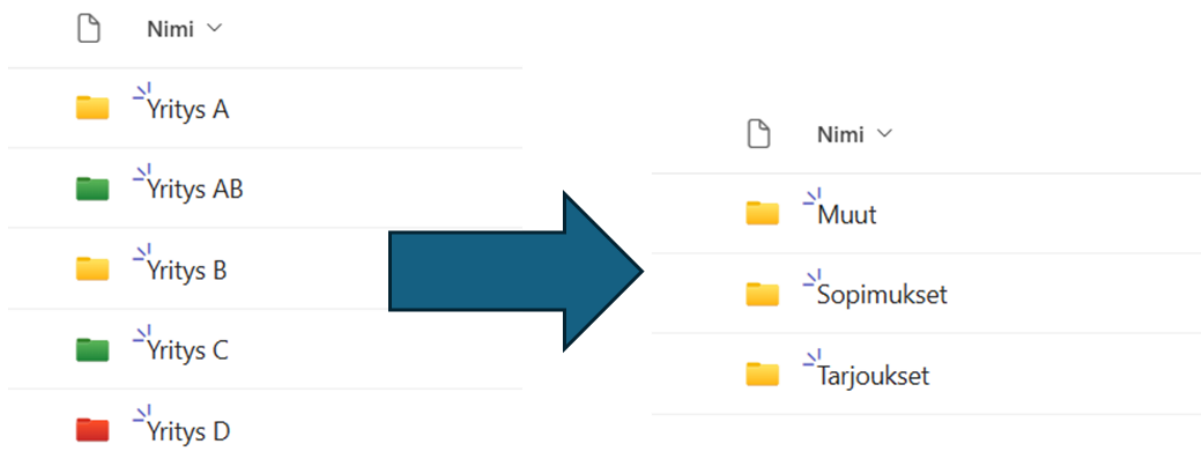 Nimi
Yritys A
Yritys AB
Yritys B
Yritys C
Yritys D
Nimi
Muut
Sopimukset
Tarjoukset